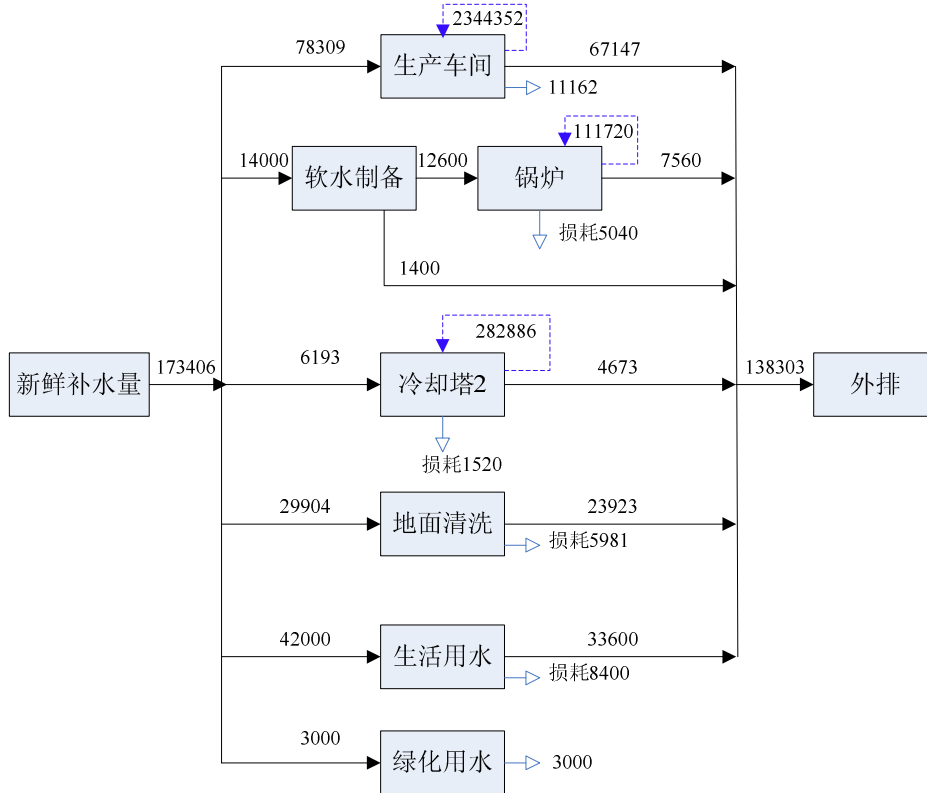 2344352
78309
生产车间
67147
11162
111720
14000
软水制备
12600
锅炉
7560
损耗5040
1400
282886
新鲜补水量
173406
6193
冷却塔2
4673
138303
外排
损耗1520
29904
地面清洗
23923
损耗5981
42000
生活用水
33600
损耗8400
3000
绿化用水
3000